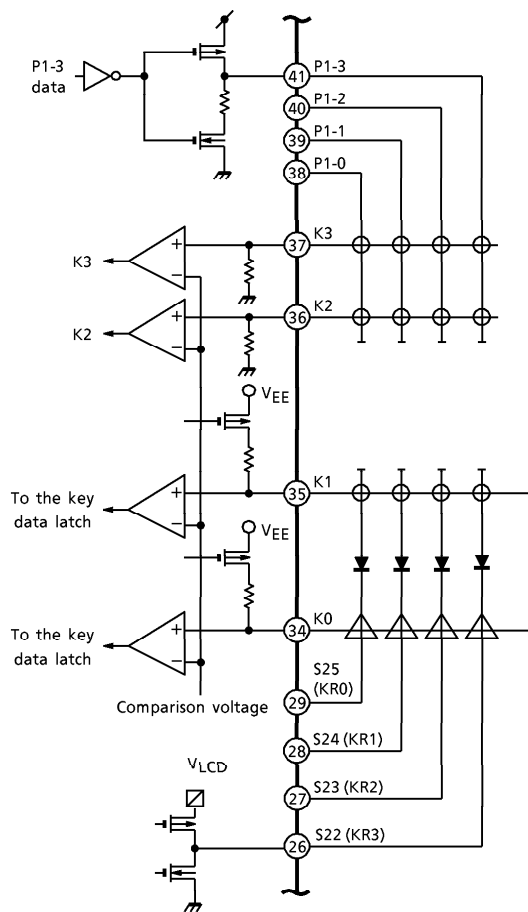 P1-3
data
41 P1-3
40 P1-2
39 P1-1
38 P1-0
K3
+
−
37 K3
K2
+
−
36 K2
VEE
To the key
data latch
+
−
35 K1
VEE
To the key
data latch
+
−
34 K0
Comparison voltage
S25
(KR0)
29
28 S24 (KR1)
27 S23 (KR2)
26 S22 (KR3)
VLCD